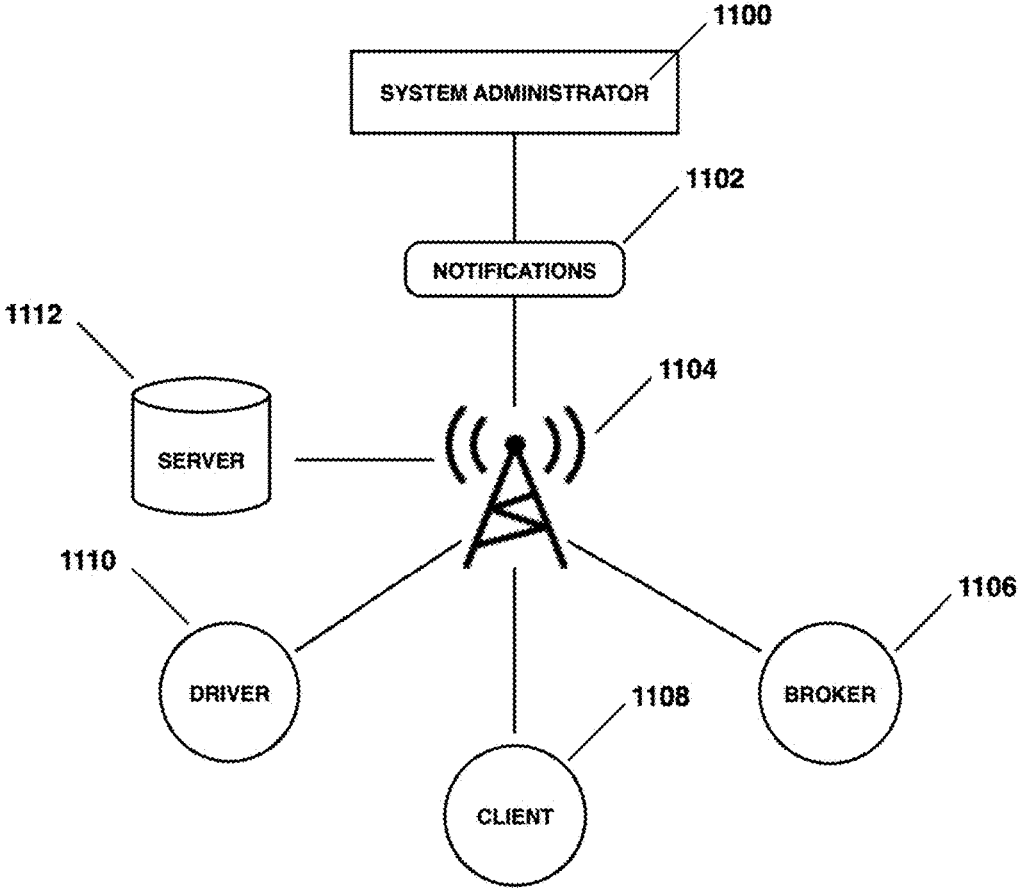 1100
SYSTEM ADMINISTRATOR
1102
NOTIFICATIONS
1112
1104
SERVER
1110
1106
DRIVER
BROKER
1108
CLIENT